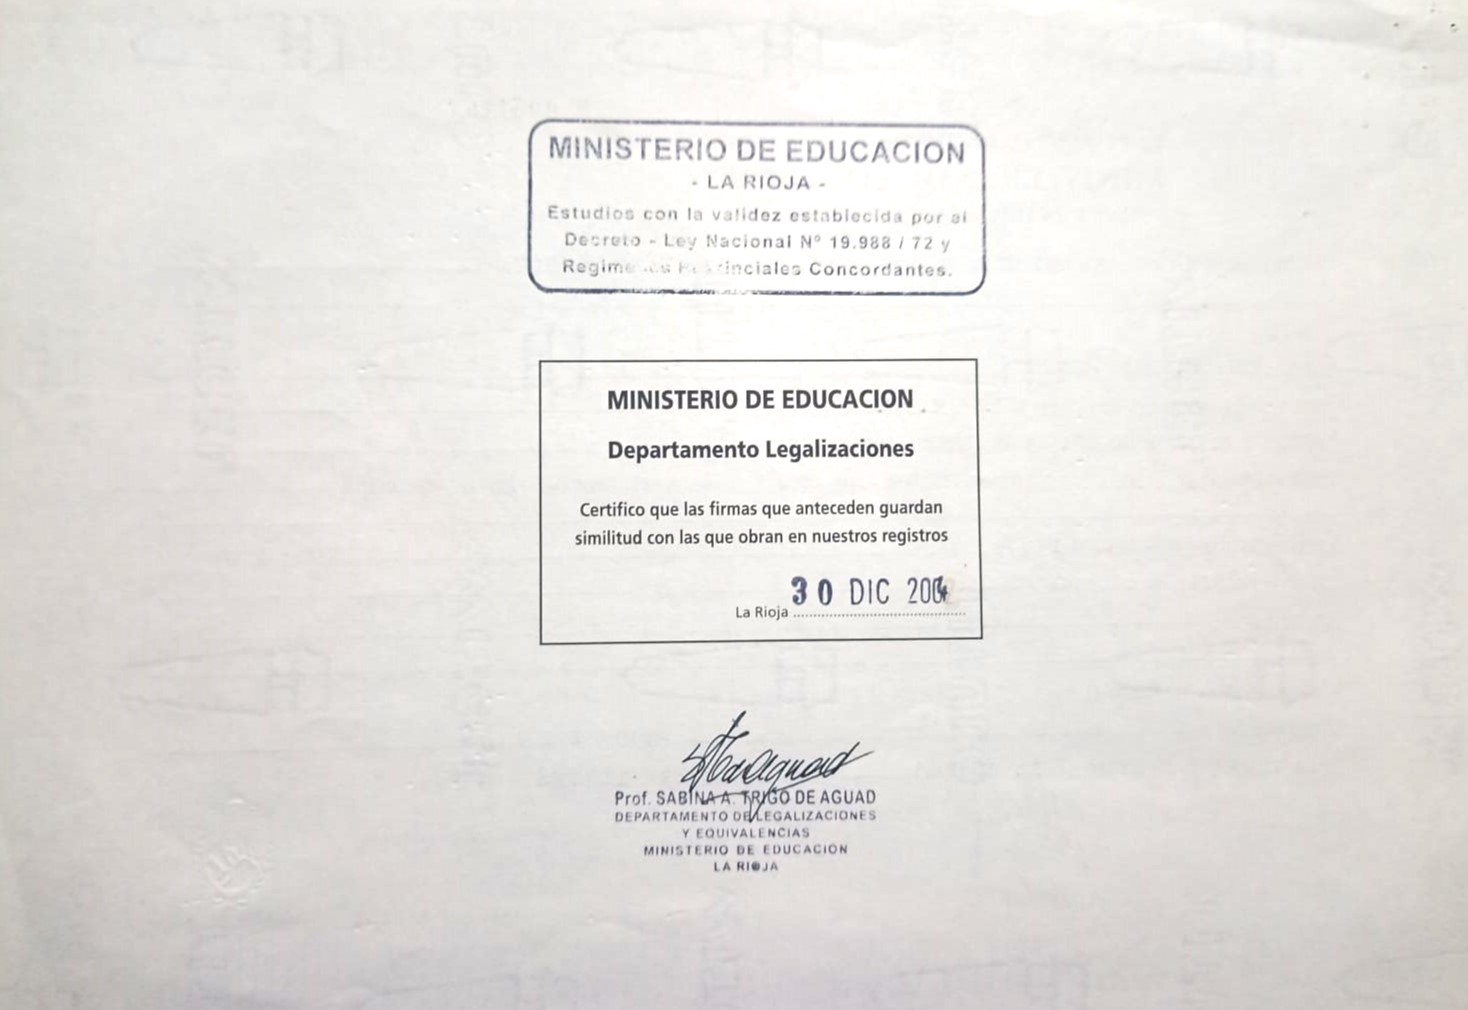 MINISTERIO DE EDUCACION
- LA RIOJA -
Estudios con la validez establecida por el
Decreto - Ley Nacional Nº 19.988 / 72 y
Concordantes.
MINISTERIO DE EDUCACION
Departamento Legalizaciones
Certifico que las firmas que anteceden guardan
similitud con las que obran en nuestros registros
30 DIC
La Rioja
Prof. SABINA A. TRIGO DE AGUAD
DEPARTAMENTO DE LEGALIZACIONES
Y EQUIVALENCIAS
MINISTERIO DE EDUCACION
LA RIOJA